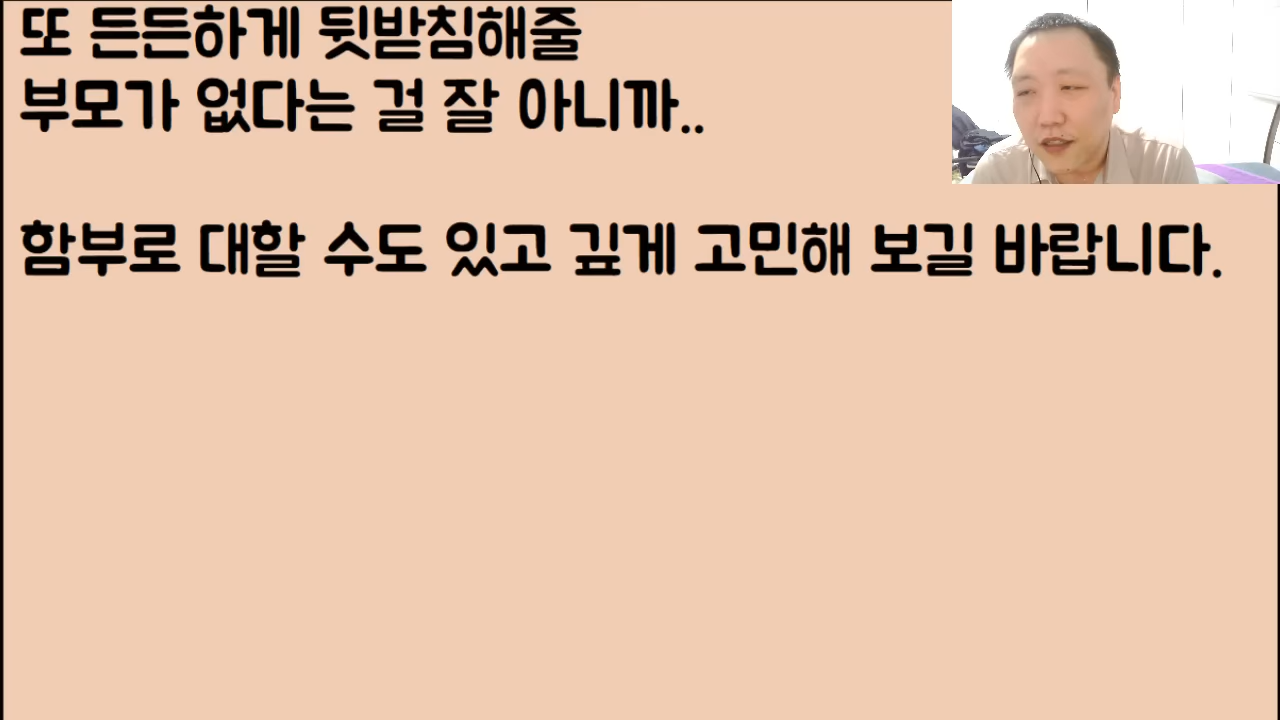 또 든든하게 뒷받침해줄
부모가 없다는 걸 잘 아니까..
함부로 대할 수도 있고 깊게 고민해 보길 바랍니다.